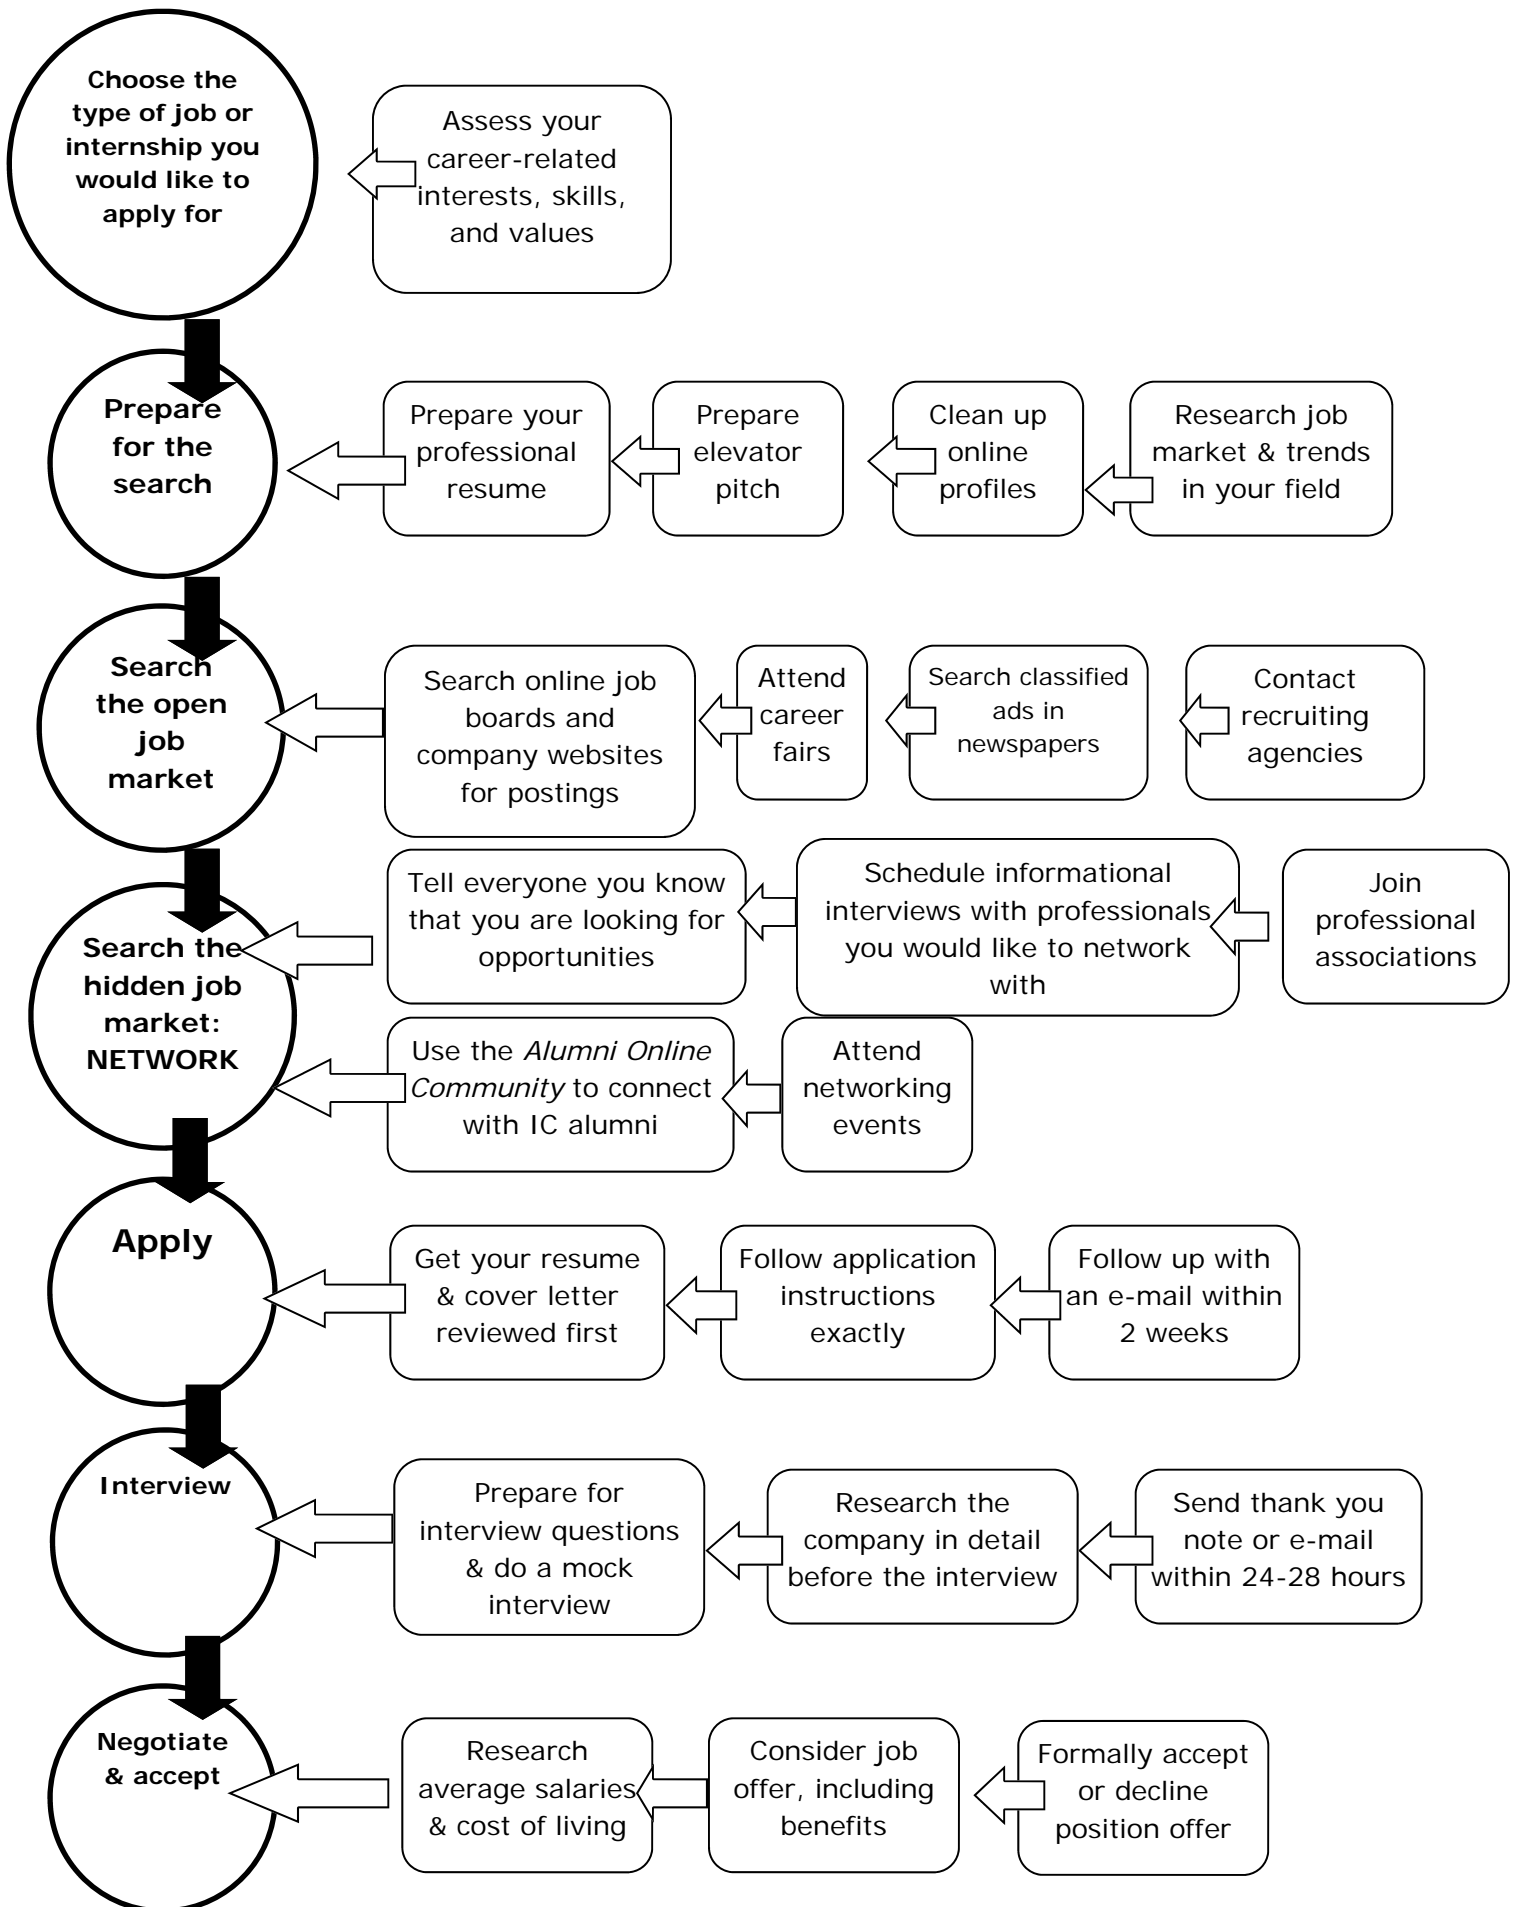 Choose the
type of job or
internship you
would like to
apply for
Assess your
career-related
interests, skills,
and values
Prepare
for the
search
Prepare your
professional
resume
Prepare
elevator
pitch
Clean up
online
profiles
Research job
market & trends
in your field
Search
the open
job
market
Search online job
boards and
company websites
for postings
Attend
career
fairs
Search classified
ads in
newspapers
Contact
recruiting
agencies
Search the
hidden job
market:
NETWORK
Tell everyone you know
that you are looking for
opportunities
Schedule informational
interviews with professionals
you would like to network
with
Join
professional
associations
Use the Alumni Online
Community to connect
with IC alumni
Attend
networking
events
Apply
Get your resume
& cover letter
reviewed first
Follow application
instructions
exactly
Follow up with
an e-mail within
2 weeks
Interview
Prepare for
interview questions
& do a mock
interview
Research the
company in detail
before the interview
Send thank you
note or e-mail
within 24-28 hours
Negotiate
& accept
Research
average salaries
& cost of living
Consider job
offer, including
benefits
Formally accept
or decline
position offer